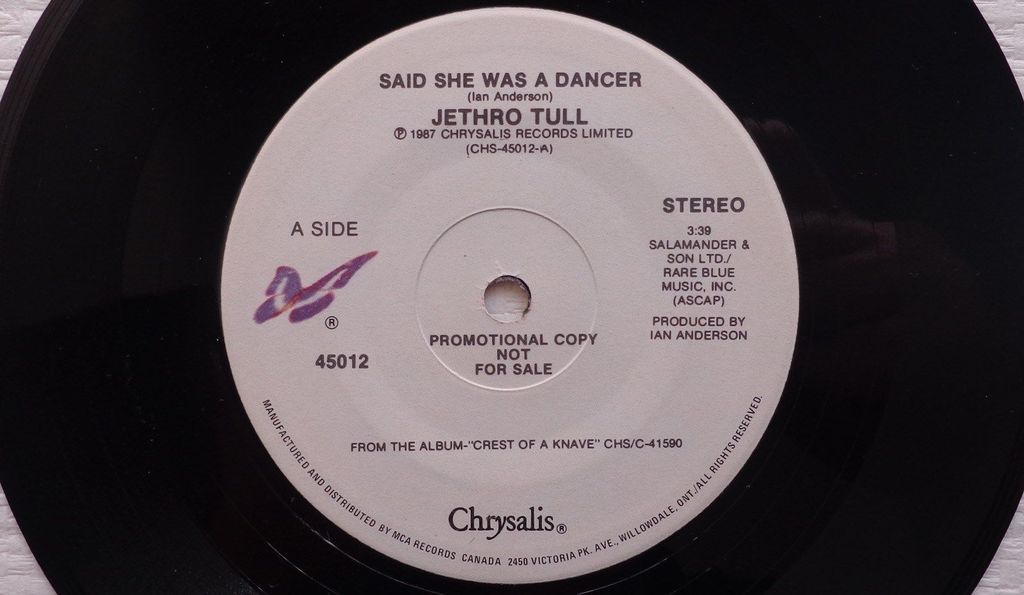 SAID SHE WAS A DANCER
(Ian Anderson)
JETHRO TULL
℗ 1987 CHRYSALIS RECORDS LIMITED
(CHS-45012-A)
A SIDE
®
45012
STEREO
3:39
SALAMANDER &
SON LTD./
RARE BLUE
MUSIC, INC.
(ASCAP)
PRODUCED BY
IAN ANDERSON
PROMOTIONAL COPY
NOT
FOR SALE
FROM THE ALBUM-"CREST OF A KNAVE" CHS/C-41590
Chrysalis®
MANUFACTURED AND DISTRIBUTED BY MCA RECORDS CANADA 2450 VICTORIA PK. AVE., WILLOWDALE, ONT./ALL RIGHTS RESERVED.